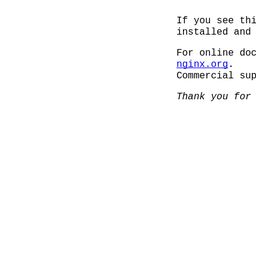 If you see thi
installed and
For online doc
nginx.org.
Commercial sup
Thank you for